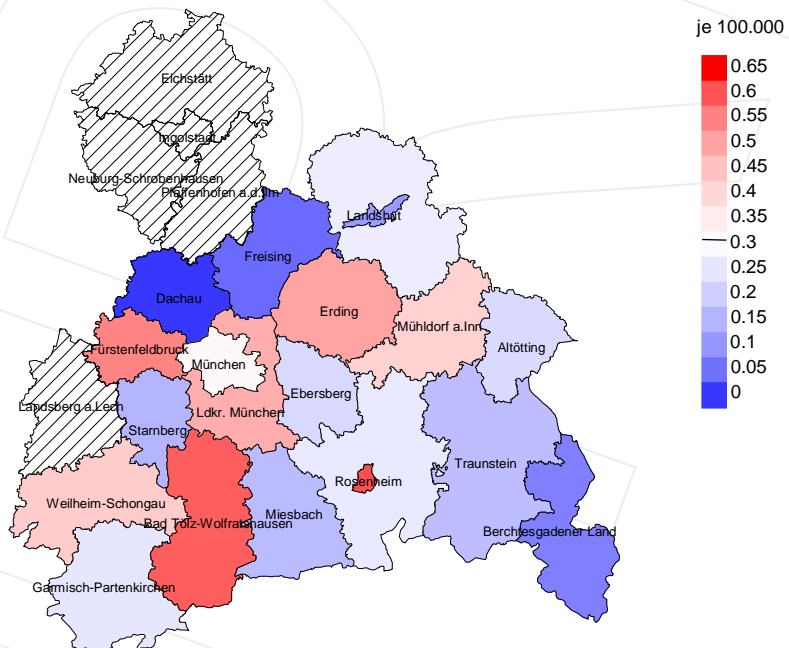 je 100.000
0.65
0.6
0.55
0.5
0.45
0.4
0.35
0.3
0.25
0.2
0.15
0.1
0.05
0
Eichstätt
Ingolstadt
Neuburg-Schrobenhausen
Pfaffenhofen a.d.Ilm
Landshut
Freising
Dachau
Erding
Mühldorf a.Inn
Altötting
Fürstenfeldbruck
München
Ebersberg
Landsberg a.Lech
Ldkr. München
Starnberg
Traunstein
Rosenheim
Weilheim-Schongau
Miesbach
Bad Tölz-Wolfratshausen
Berchtesgadener Land
Garmisch-Partenkirchen